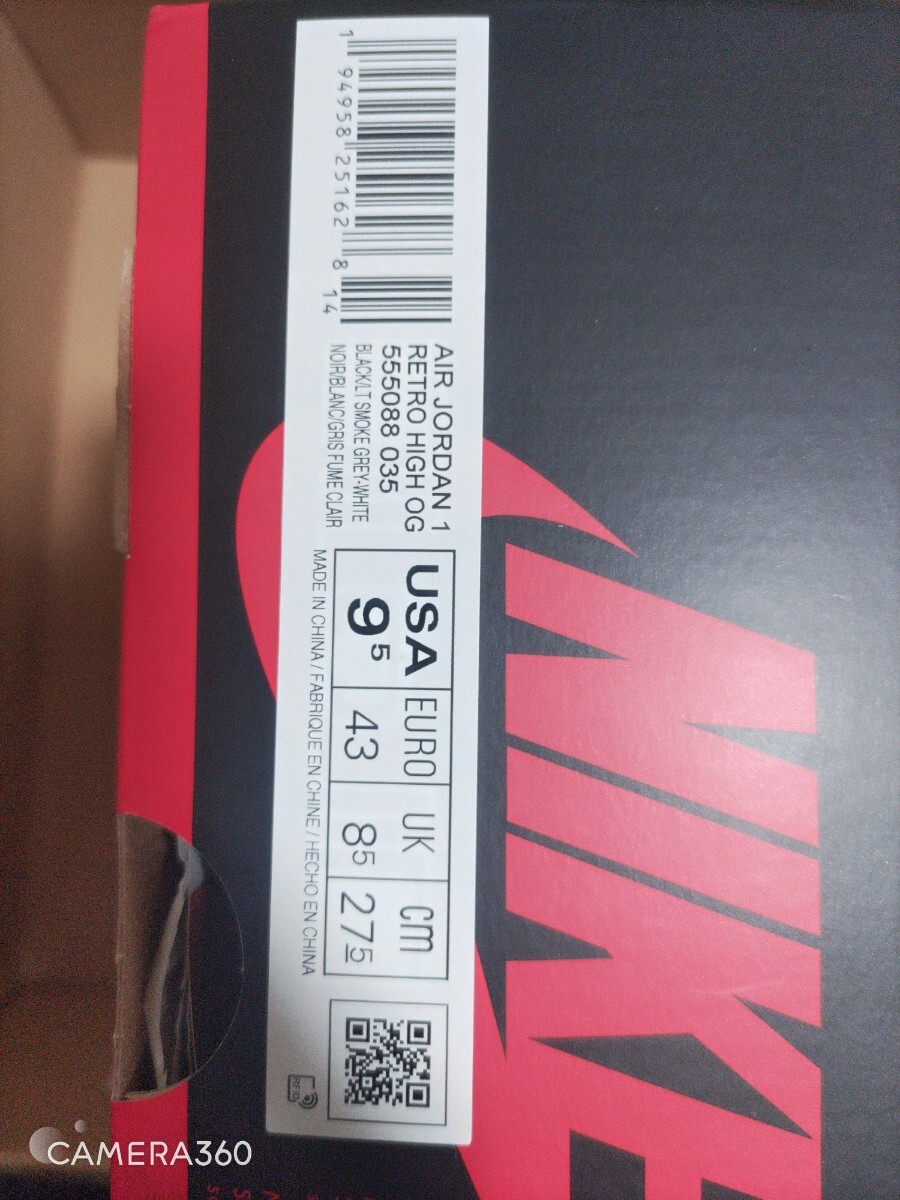 1 94958 25162 8 14
AIR JORDAN 1
RETRO HIGH OG
555088 035
BLACK/LT SMOKE GREY-WHITE
NOIR/BLANC/GRIS FUME CLAIR
USA EURO UK cm
9⁵ 43 8⁵ 27⁵
MADE IN CHINA / FABRIQUE EN CHINE / HECHO EN CHINA
RFID
NIKE
CAMERA360